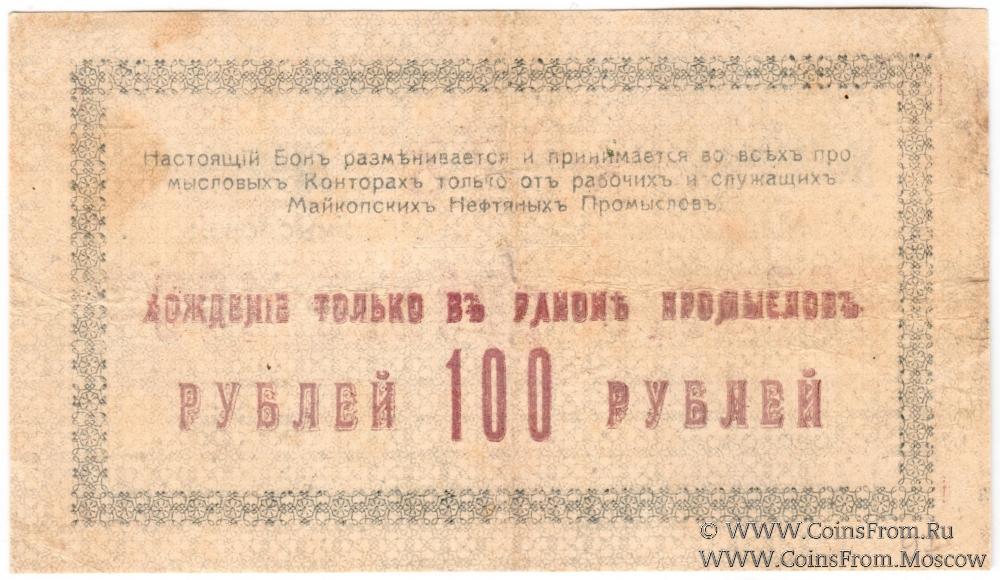 Настоящій Бонъ размѣнивается и принимается во всѣхъ про
мысловыхъ Конторахъ только отъ рабочихъ и служащихъ
Майкопскихъ Нефтяныхъ Промысловъ.
ХОЖДЕНІЕ ТОЛЬКО ВЪ РАЙОНѢ ПРОМЫСЛОВЪ
РУБЛЕЙ 100 РУБЛЕЙ
© WWW.CoinsFrom.Ru
WWW.CoinsFrom.Moscow